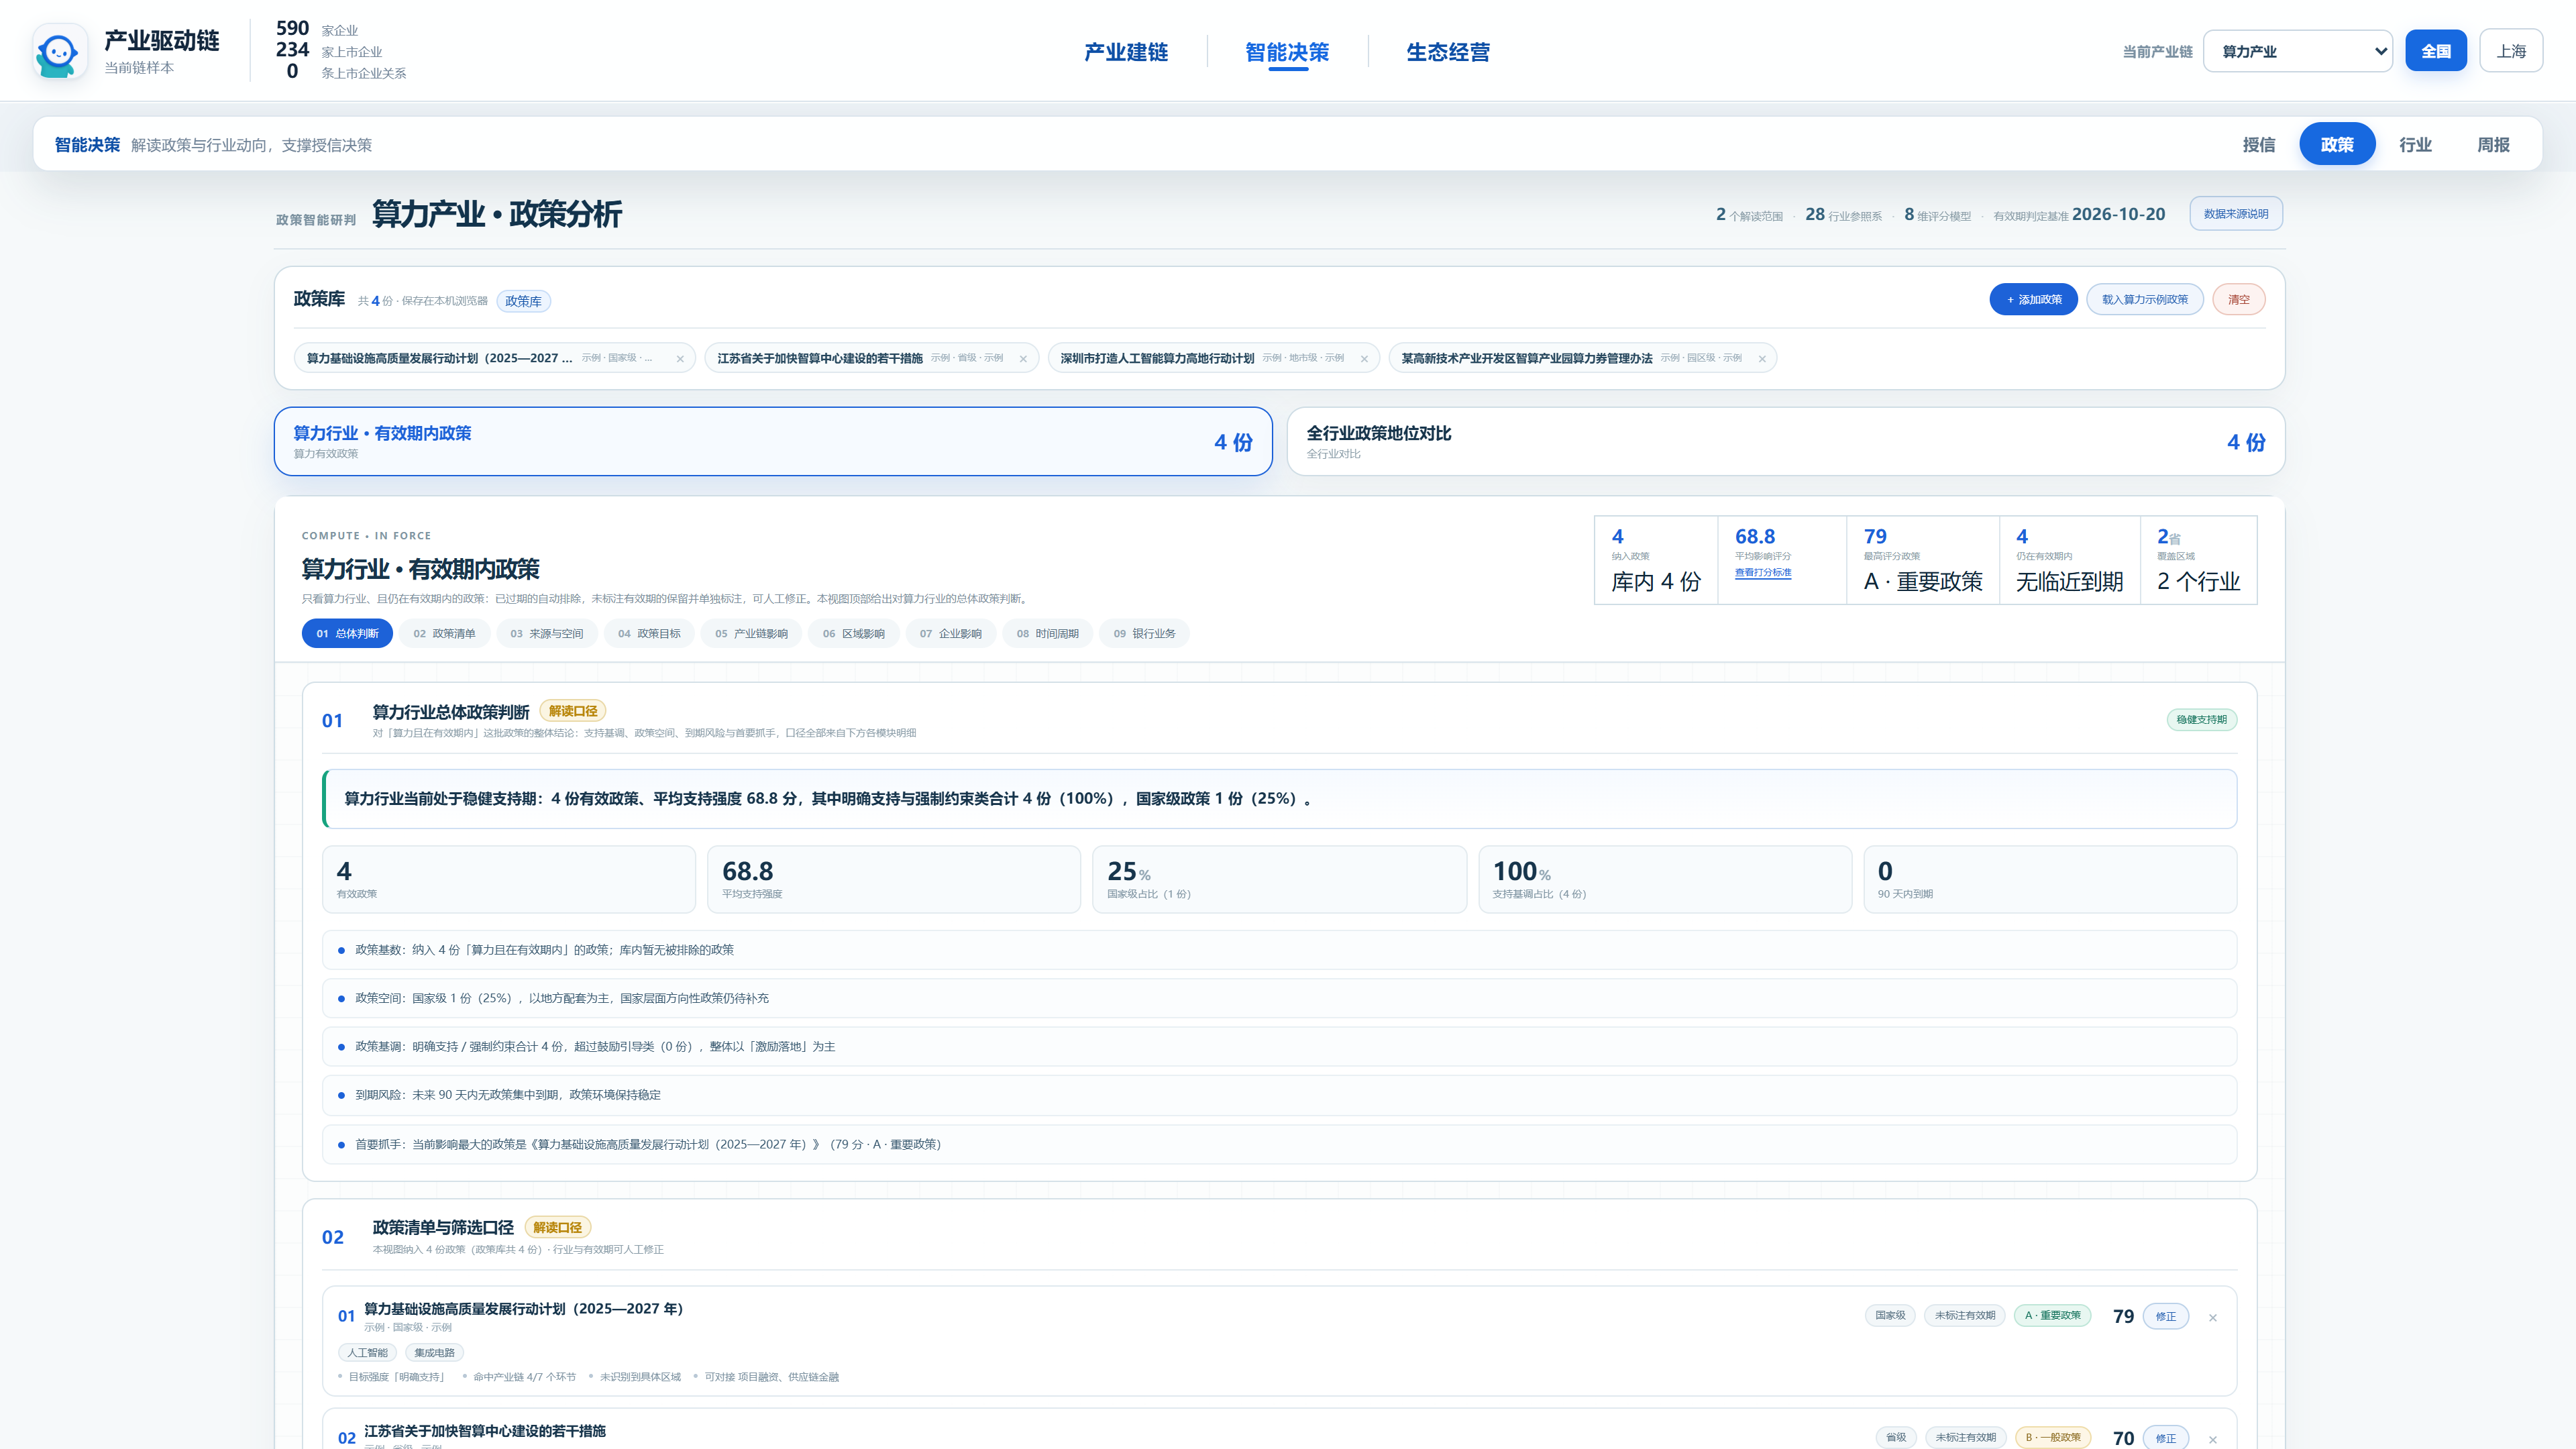 产业驱动链
当前链样本
590 家企业
234 家上市企业
0 条上市企业关系
产业建链
智能决策
生态经营
当前产业链
算力产业
全国
上海
智能决策 解读政策与行业动向，支撑授信决策
授信
政策
行业
周报
政策智能研判 算力产业 • 政策分析
2 个解读范围 · 28 行业参照系 · 8 维评分模型 · 有效期判定基准 2026-10-20
数据来源说明
政策库 共 4 份 · 保存在本机浏览器 政策库
+ 添加政策
载入算力示例政策
清空
算力基础设施高质量发展行动计划（2025—2027 ... 示例 · 国家级 · ... ×
江苏省关于加快智算中心建设的若干措施 示例 · 省级 · 示例 ×
深圳市打造人工智能算力高地行动计划 示例 · 地市级 · 示例 ×
某高新技术产业开发区智算产业园算力券管理办法 示例 · 园区级 · 示例 ×
算力行业 • 有效期内政策
算力有效政策
4 份
全行业政策地位对比
全行业对比
4 份
COMPUTE • IN FORCE
算力行业 • 有效期内政策
只看算力行业、且仍在有效期内的政策：已过期的自动排除，未标注有效期的保留并单独标注，可人工修正。本视图顶部给出对算力行业的总体政策判断。
4
纳入政策
库内 4 份
68.8
平均影响评分
查看打分标准
79
最高评分政策
A · 重要政策
4
仍在有效期内
无临近到期
2省
覆盖区域
2 个行业
01 总体判断
02 政策清单
03 来源与空间
04 政策目标
05 产业链影响
06 区域影响
07 企业影响
08 时间周期
09 银行业务
01 算力行业总体政策判断 解读口径
对「算力且在有效期内」这批政策的整体结论：支持基调、政策空间、到期风险与首要抓手，口径全部来自下方各模块明细
稳健支持期
算力行业当前处于稳健支持期：4 份有效政策、平均支持强度 68.8 分，其中明确支持与强制约束类合计 4 份（100%），国家级政策 1 份（25%）。
4
有效政策
68.8
平均支持强度
25%
国家级占比（1 份）
100%
支持基调占比（4 份）
0
90 天内到期
政策基数：纳入 4 份「算力且在有效期内」的政策；库内暂无被排除的政策
政策空间：国家级 1 份（25%），以地方配套为主，国家层面方向性政策仍待补充
政策基调：明确支持 / 强制约束合计 4 份，超过鼓励引导类（0 份），整体以「激励落地」为主
到期风险：未来 90 天内无政策集中到期，政策环境保持稳定
首要抓手：当前影响最大的政策是《算力基础设施高质量发展行动计划（2025—2027 年）》（79 分 · A · 重要政策）
02 政策清单与筛选口径 解读口径
本视图纳入 4 份政策（政策库共 4 份）· 行业与有效期可人工修正
01 算力基础设施高质量发展行动计划（2025—2027 年）
示例 · 国家级 · 示例
国家级 未标注有效期 A · 重要政策 79 修正 ×
人工智能 集成电路
目标强度「明确支持」 命中产业链 4/7 个环节 未识别到具体区域 可对接 项目融资、供应链金融
02 江苏省关于加快智算中心建设的若干措施
示例 · 省级 · 示例
省级 未标注有效期 B · 一般政策 70 修正 ×